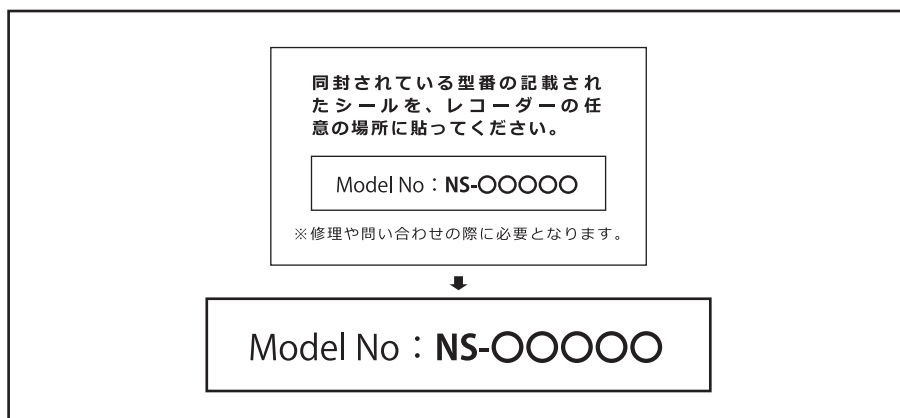 同封されている型番の記載され
たシールを、レコーダーの任
意の場所に貼ってください。
Model No：NS-○○○○○
※修理や問い合わせの際に必要となります。
Model No：NS-○○○○○